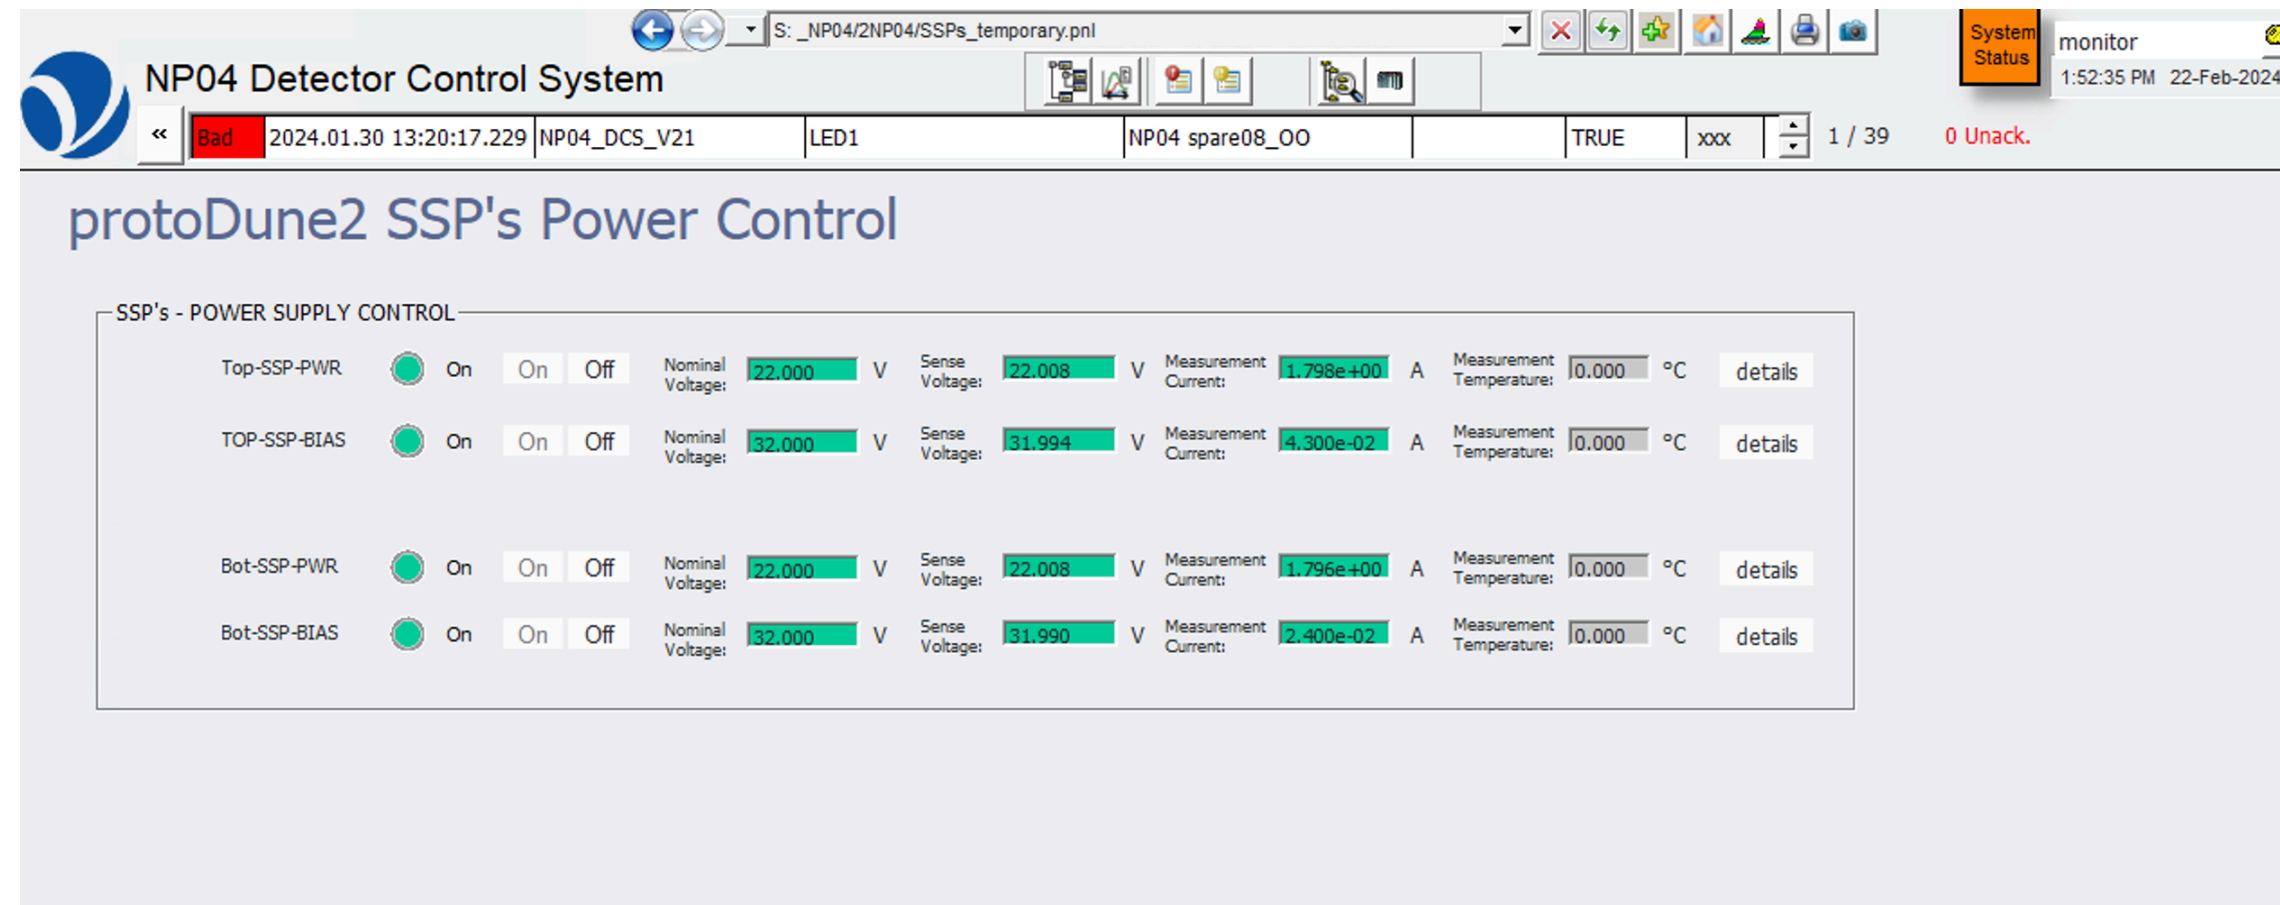 S: _NP04/2NP04/SSPs_temporary.pnl
System Status
monitor
NP04 Detector Control System
1:52:35 PM 22-Feb-2024
« Bad 2024.01.30 13:20:17.229 NP04_DCS_V21 LED1 NP04 spare08_OO TRUE xxx 1 / 39 0 Unack.
protoDune2 SSP's Power Control
SSP's - POWER SUPPLY CONTROL
Top-SSP-PWR On On Off Nominal Voltage: 22.000 V Sense Voltage: 22.008 V Measurement Current: 1.798e+00 A Measurement Temperature: 0.000 °C details
TOP-SSP-BIAS On On Off Nominal Voltage: 32.000 V Sense Voltage: 31.994 V Measurement Current: 4.300e-02 A Measurement Temperature: 0.000 °C details
Bot-SSP-PWR On On Off Nominal Voltage: 22.000 V Sense Voltage: 22.008 V Measurement Current: 1.796e+00 A Measurement Temperature: 0.000 °C details
Bot-SSP-BIAS On On Off Nominal Voltage: 32.000 V Sense Voltage: 31.990 V Measurement Current: 2.400e-02 A Measurement Temperature: 0.000 °C details